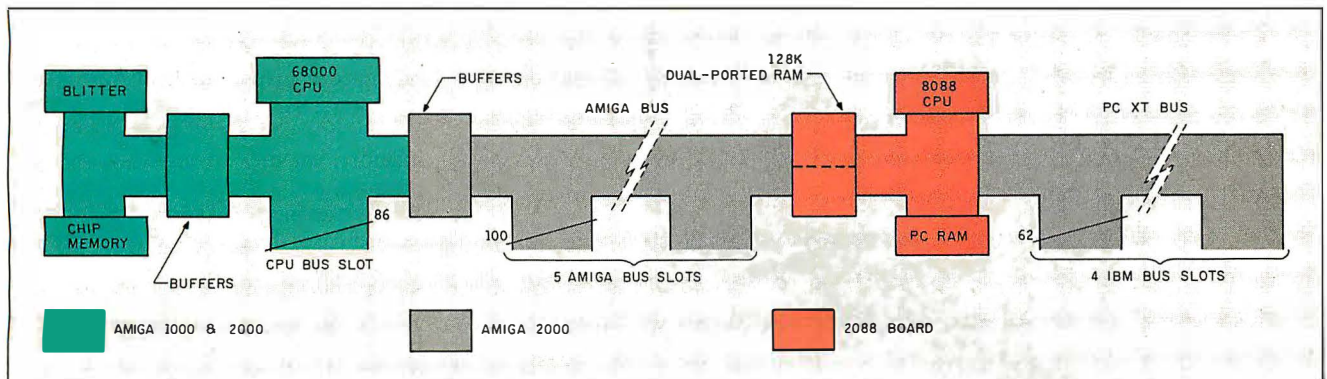 BLITTER
68000
CPU
BUFFERS
AMIGA BUS
128K
DUAL-PORTED RAM
8088
CPU
PC XT BUS
CHIP
MEMORY
BUFFERS
86
CPU BUS SLOT
100
5 AMIGA BUS SLOTS
PC RAM
62
4 IBM BUS SLOTS
AMIGA 1000 & 2000
AMIGA 2000
2088 BOARD